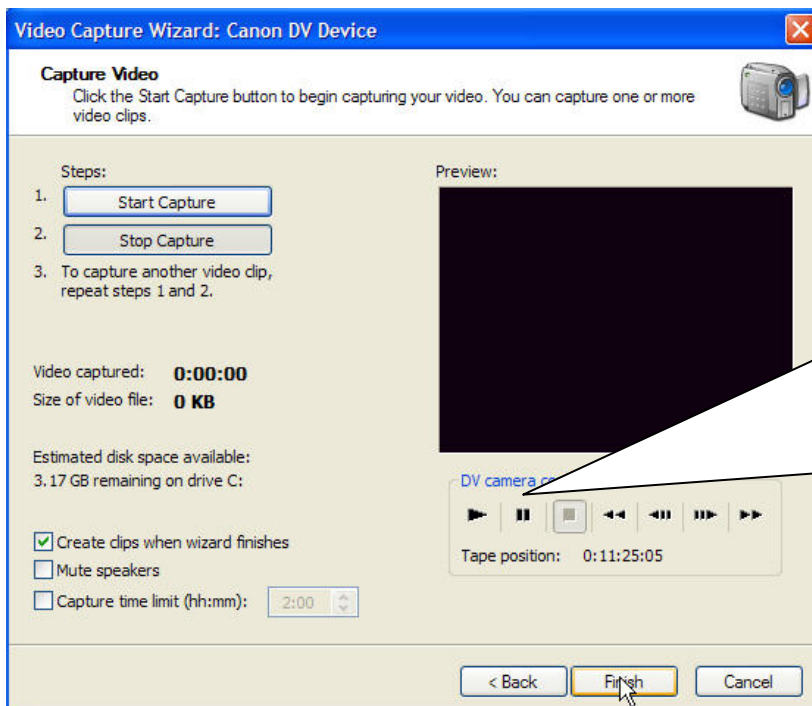 Video Capture Wizard: Canon DV Device
Capture Video
Click the Start Capture button to begin capturing your video. You can capture one or more
video clips.
Steps:
1. Start Capture
2. Stop Capture
3. To capture another video clip,
repeat steps 1 and 2.
Video captured: 0:00:00
Size of video file: 0 KB
Estimated disk space available:
3.17 GB remaining on drive C:
Create clips when wizard finishes
Mute speakers
Capture time limit (hh:mm): 2:00
Preview:
DV camera
Tape position: 0:11:25:05
< Back Finish Cancel